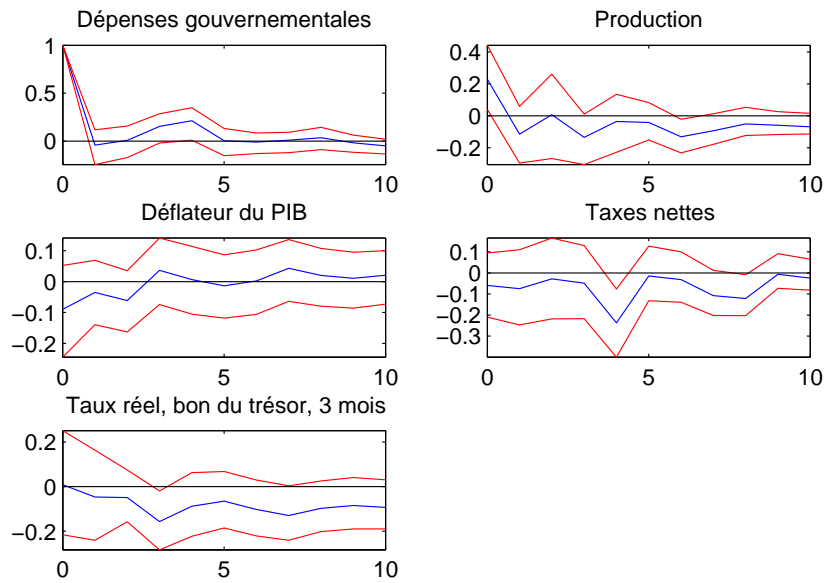 Dépenses gouvernementales
1
0.5
0
0 5 10
Production
0.4
0.2
0
−0.2
0 5 10
Déflateur du PIB
0.1
0
−0.1
−0.2
0 5 10
Taxes nettes
0.1
0
−0.1
−0.2
−0.3
0 5 10
Taux réel, bon du trésor, 3 mois
0.2
0
−0.2
0 5 10